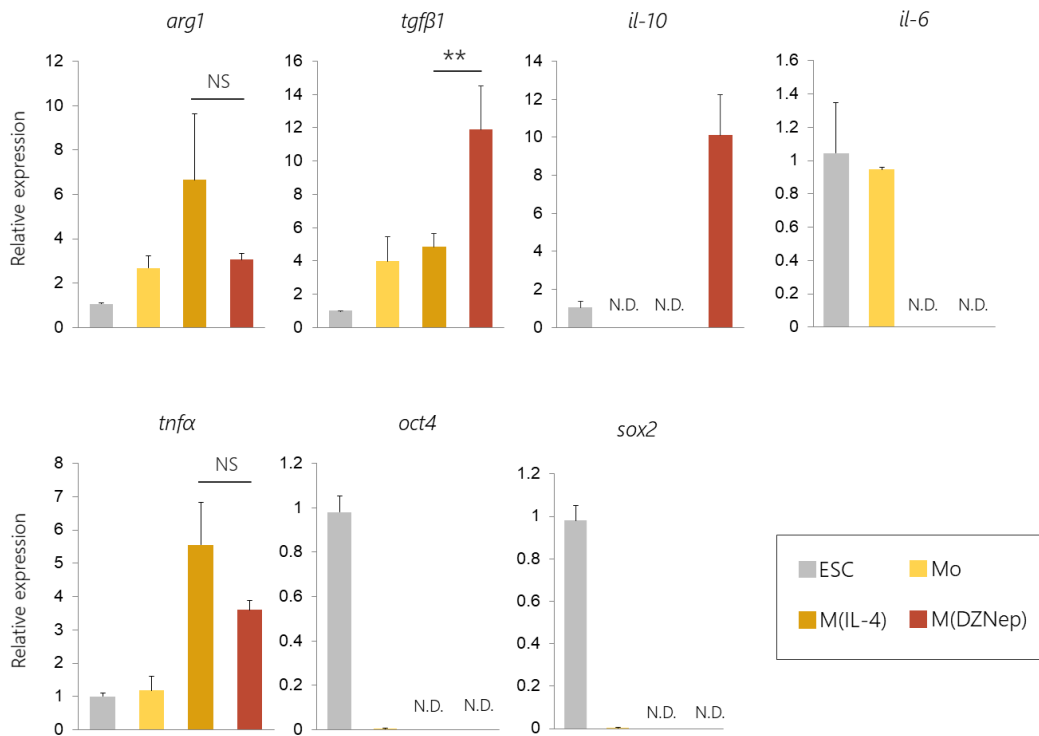 arg1
tgfβ1
il-10
il-6
Relative expression
12
10
8
6
4
2
0
NS
16
14
12
10
8
6
4
2
0
**
14
12
10
8
6
4
2
0
N.D.
N.D.
1.6
1.4
1.2
1
0.8
0.6
0.4
0.2
0
N.D.
N.D.
tnfα
oct4
sox2
Relative expression
8
7
6
5
4
3
2
1
0
NS
1.2
1
0.8
0.6
0.4
0.2
0
N.D.
N.D.
1.2
1
0.8
0.6
0.4
0.2
0
N.D.
N.D.
ESC
Mo
M(IL-4)
M(DZNep)